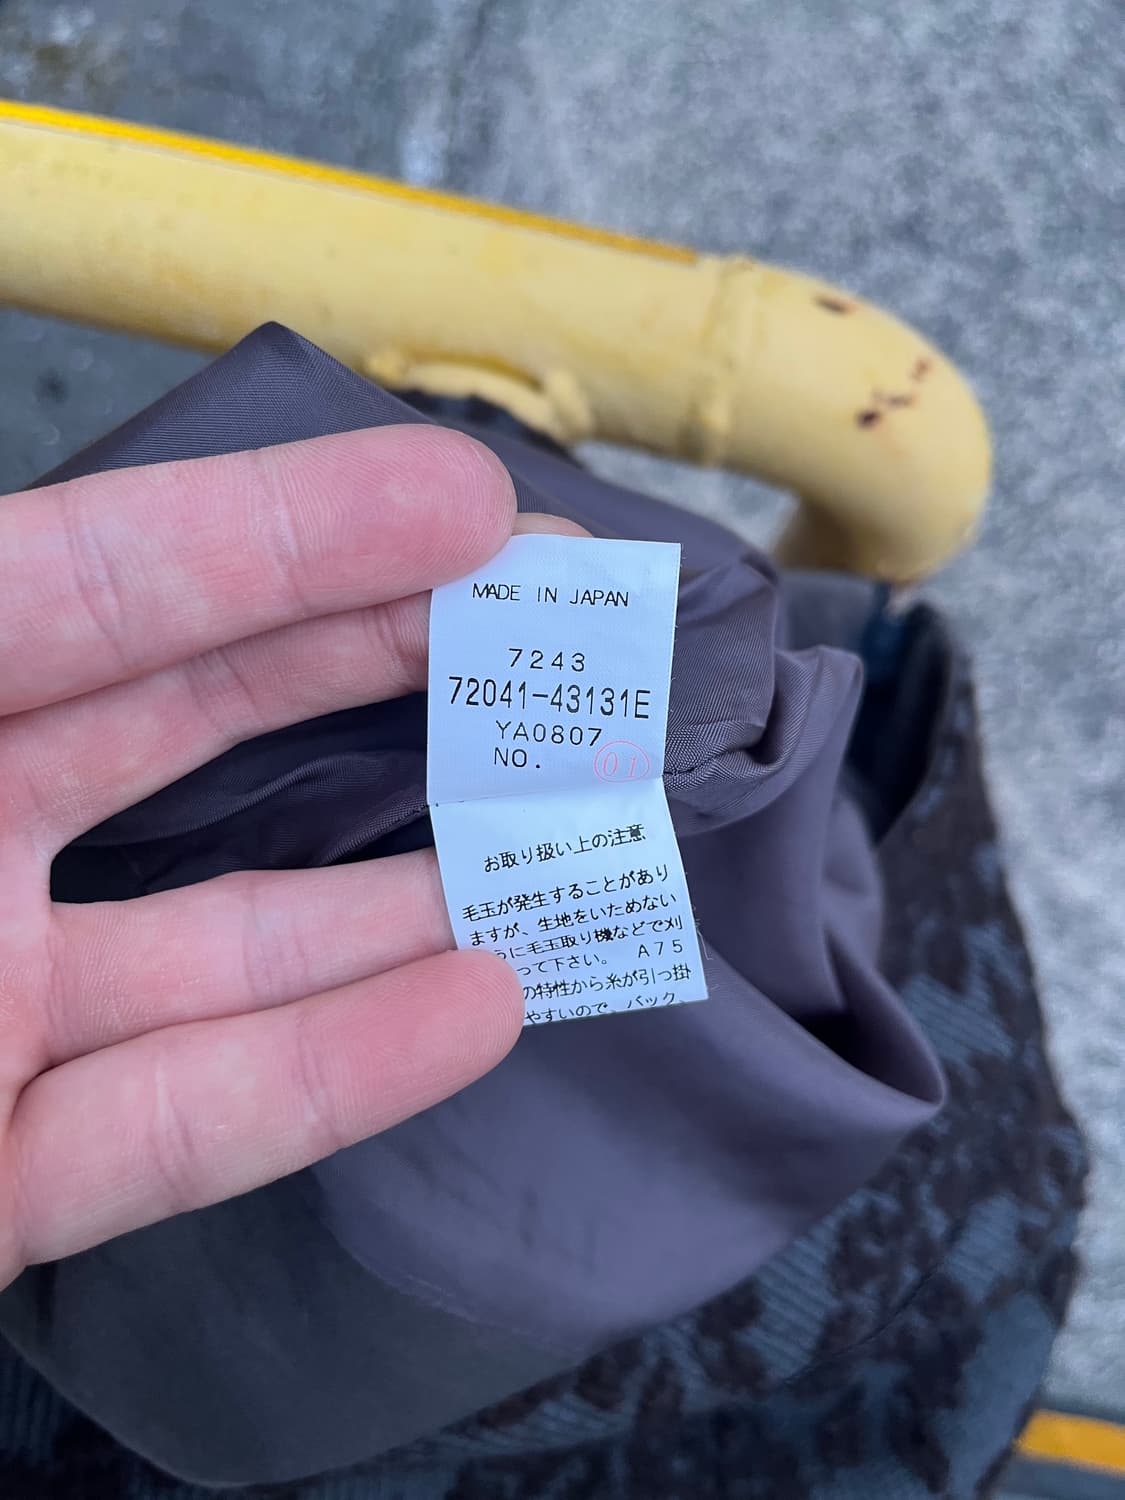 MADE IN JAPAN
7243
72041-43131E
YA0807
NO. 01
お取り扱い上の注意
毛玉が発生することがあり
ますが、生地をいためない
うに毛玉取り機などで刈
って下さい。 A75
の特性から糸が引っ掛
やすいので、バック、